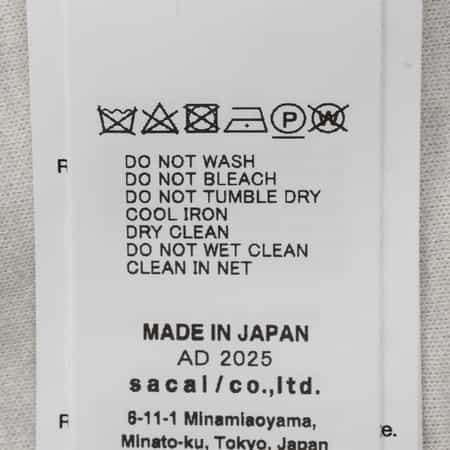 P W
DO NOT WASH
DO NOT BLEACH
DO NOT TUMBLE DRY
COOL IRON
DRY CLEAN
DO NOT WET CLEAN
CLEAN IN NET
MADE IN JAPAN
AD 2025
sacai/co.,ltd.
6-11-1 Minamiaoyama,
Minato-ku, Tokyo, Japan